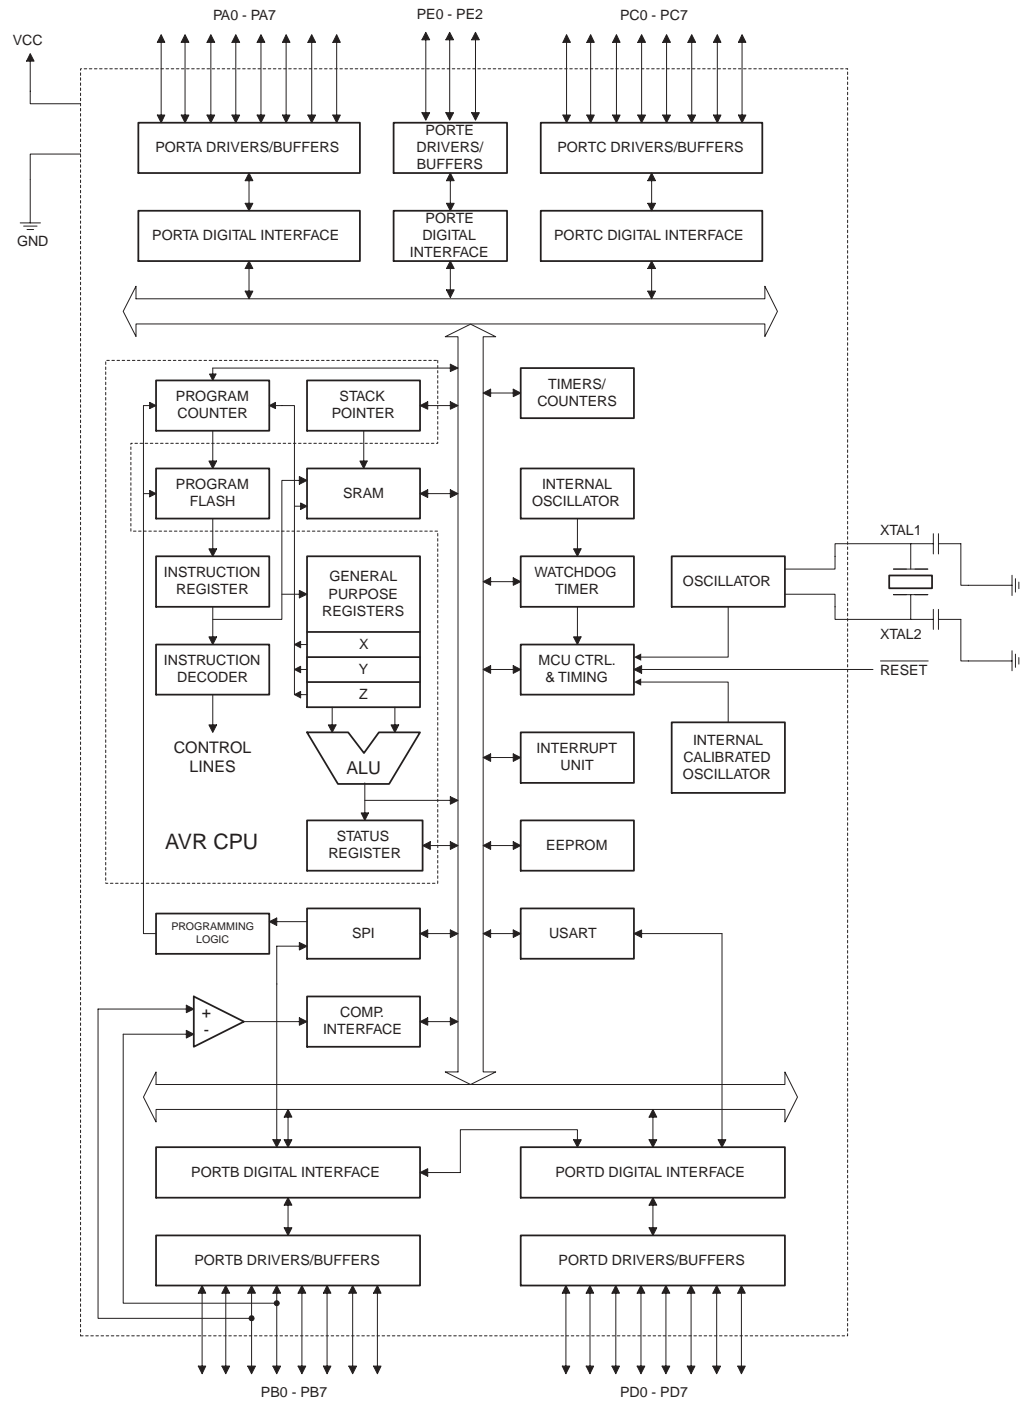 PA0 - PA7
PE0 - PE2
PC0 - PC7
VCC
PORTA DRIVERS/BUFFERS
PORTE
DRIVERS/
BUFFERS
PORTC DRIVERS/BUFFERS
GND
PORTA DIGITAL INTERFACE
PORTE
DIGITAL
INTERFACE
PORTC DIGITAL INTERFACE
PROGRAM
COUNTER
STACK
POINTER
TIMERS/
COUNTERS
PROGRAM
FLASH
SRAM
INTERNAL
OSCILLATOR
XTAL1
INSTRUCTION
REGISTER
GENERAL
PURPOSE
REGISTERS
WATCHDOG
TIMER
OSCILLATOR
XTAL2
X
Y
Z
INSTRUCTION
DECODER
MCU CTRL.
& TIMING
RESET
CONTROL
LINES
ALU
INTERRUPT
UNIT
INTERNAL
CALIBRATED
OSCILLATOR
AVR CPU
STATUS
REGISTER
EEPROM
PROGRAMMING
LOGIC
SPI
USART
+
-
COMP.
INTERFACE
PORTB DIGITAL INTERFACE
PORTD DIGITAL INTERFACE
PORTB DRIVERS/BUFFERS
PORTD DRIVERS/BUFFERS
PB0 - PB7
PD0 - PD7